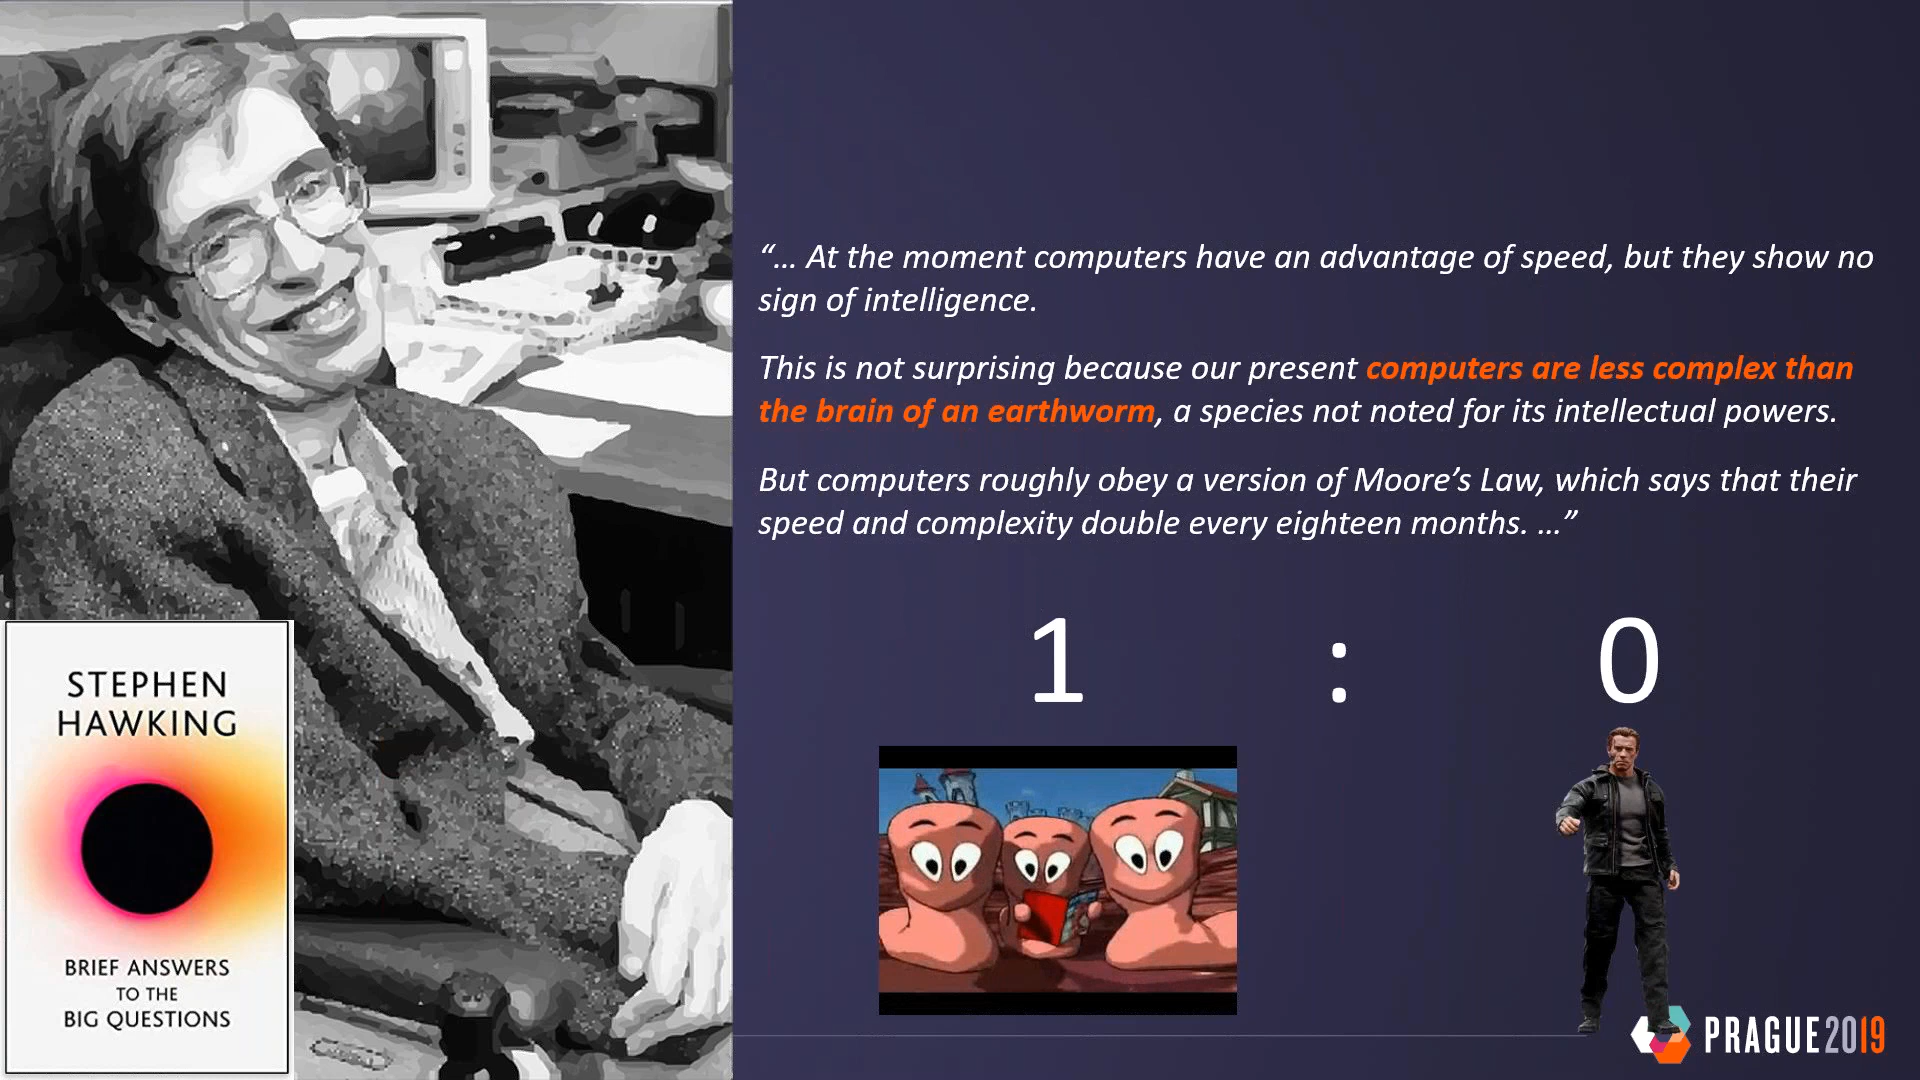 “... At the moment computers have an advantage of speed, but they show no
sign of intelligence.
This is not surprising because our present computers are less complex than
the brain of an earthworm, a species not noted for its intellectual powers.
But computers roughly obey a version of Moore’s Law, which says that their
speed and complexity double every eighteen months. ...”
1 : 0
STEPHEN
HAWKING
BRIEF ANSWERS
TO THE
BIG QUESTIONS
PRAGUE2019